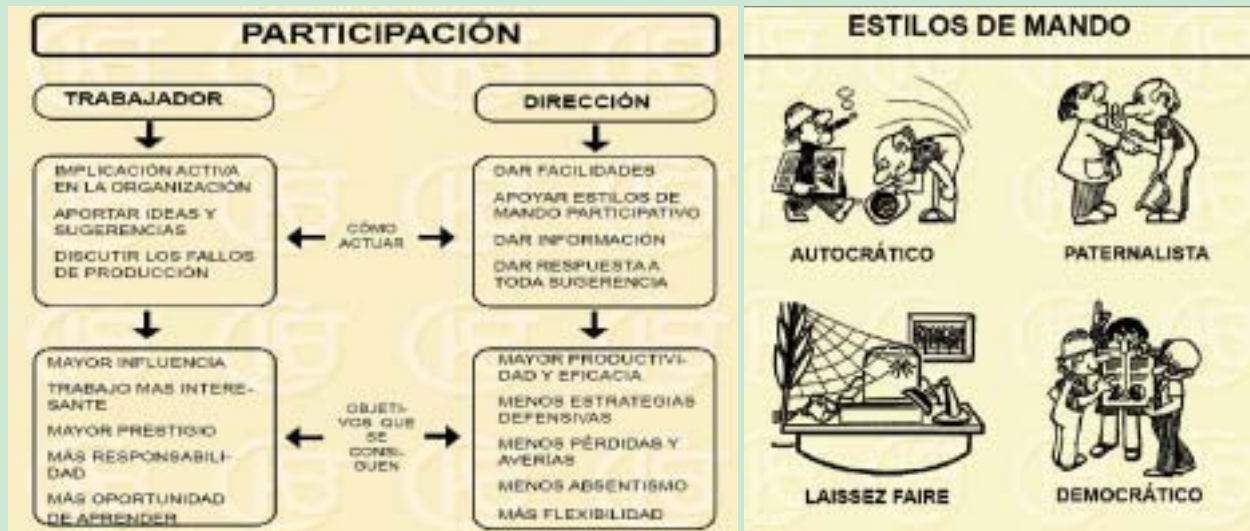 PARTICIPACIÓN
TRABAJADOR
IMPLICACIÓN ACTIVA
EN LA ORGANIZACIÓN
APORTAR IDEAS Y
SUGERENCIAS
DISCUTIR LOS FALLOS
DE PRODUCCIÓN
CÓMO
ACTUAR
DIRECCIÓN
DAR FACILIDADES
APOYAR ESTILOS DE
MANDO PARTICIPATIVO
DAR INFORMACIÓN
DAR RESPUESTA A
TODA SUGERENCIA
MAYOR INFLUENCIA
TRABAJO MAS INTERE-
SANTE
MAYOR PRESTIGIO
MÁS RESPONSABILI-
DAD
MÁS OPORTUNIDAD
DE APRENDER
OBJETI-
VOS QUE
SE
CONSI-
GUEN
MAYOR PRODUCTIVI-
DAD Y EFICACIA
MENOS ESTRATEGIAS
DEFENSIVAS
MENOS PÉRDIDAS Y
AVERÍAS
MENOS ABSENTISMO
MÁS FLEXIBILIDAD
ESTILOS DE MANDO
AUTOCRÁTICO
PATERNALISTA
LAISSEZ FAIRE
DEMOCRÁTICO